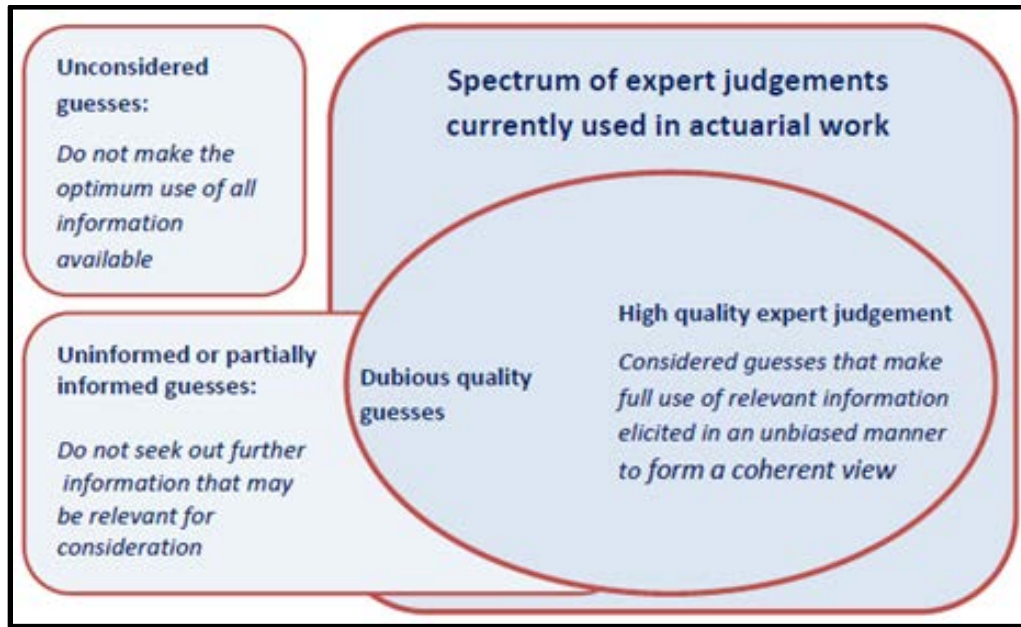 Unconsidered
guesses:
Do not make the
optimum use of all
information
available
Spectrum of expert judgements
currently used in actuarial work
Uninformed or partially
informed guesses:
Do not seek out further
information that may
be relevant for
consideration
Dubious quality
guesses
High quality expert judgement
Considered guesses that make
full use of relevant information
elicited in an unbiased manner
to form a coherent view